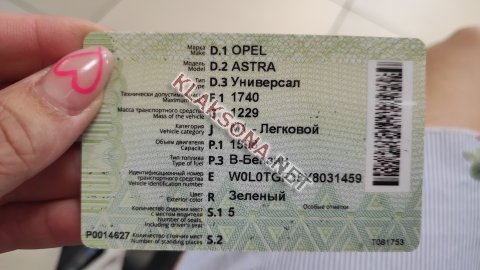 Марка
Make D.1 OPEL
Модель
Model D.2 ASTRA
Тип
Type D.3 Универсал
Технически допустимая
Maximum F.1 1740
Масса транспортного средства
Mass of the vehicle 1229
Категория
Vehicle category J Легковой
Объем двигателя
Capacity P.1
Тип топлива
Type of fuel P.3
Идентификационный номер
транспортного средства
Vehicle identification number E
Цвет
Exterior color R Зеленый
Количество сидячих мест
с местом водителя
Number of seats,
including driver's seat S.1 5
Особые отметки
Количество стоячих мест
Number of standing places S.2
P0014627
T081753
KLAKSONA.NET